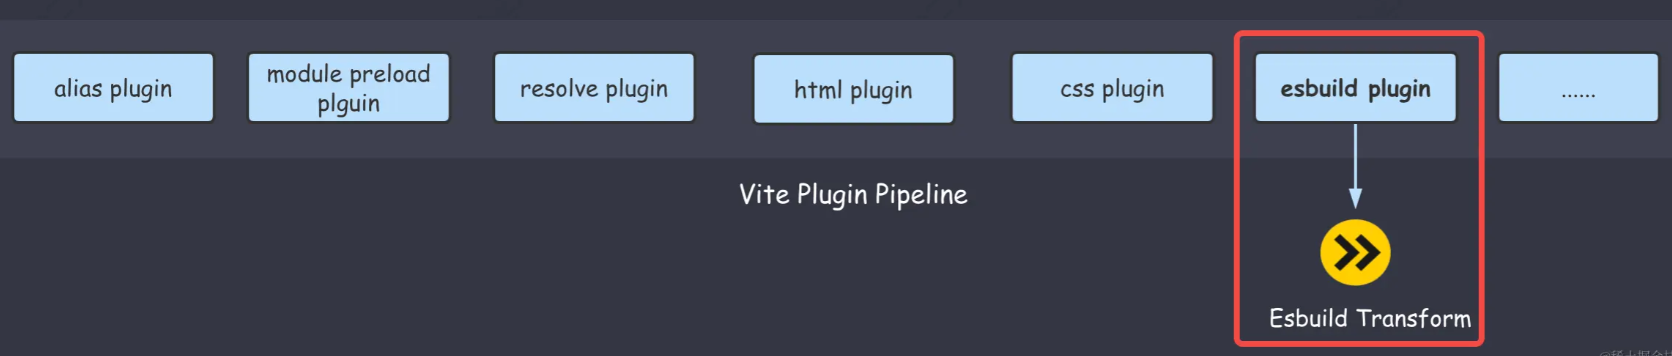 alias plugin
module preload
plguin
resolve plugin
html plugin
css plugin
esbuild plugin
......
Vite Plugin Pipeline
Esbuild Transform